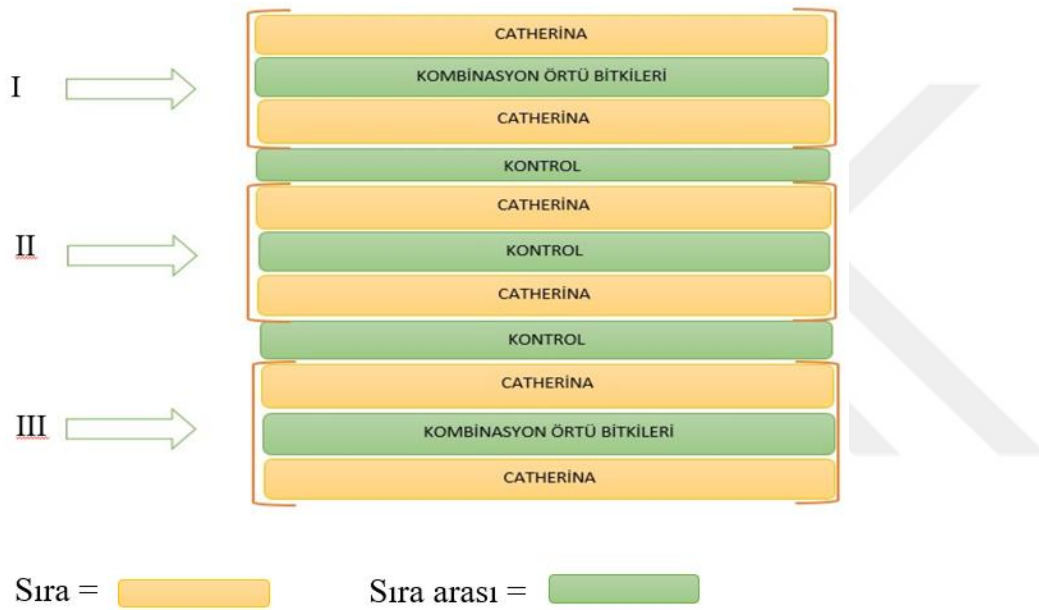 CATHERİNA
I
KOMBİNASYON ÖRTÜ BİTKİLERİ
CATHERİNA
KONTROL
CATHERİNA
II
KONTROL
CATHERİNA
KONTROL
CATHERİNA
III
KOMBİNASYON ÖRTÜ BİTKİLERİ
CATHERİNA
Sıra =
Sıra arası =